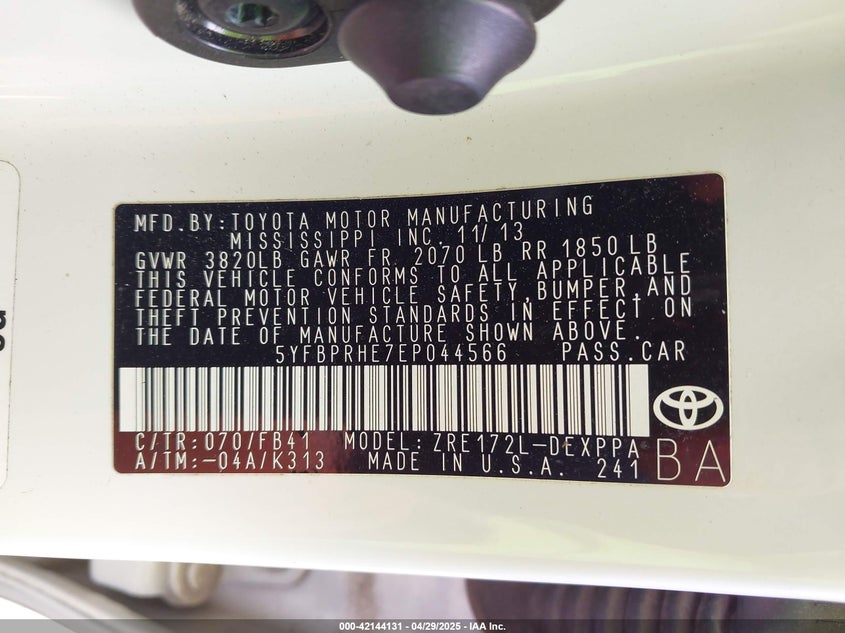 MFD.BY:TOYOTA MOTOR MANUFACTURING
MISSISSIPPI INC. 11/13
GVWR 3820LB GAWR FR. 2070 LB RR 1850 LB
THIS VEHICLE CONFORMS TO ALL APPLICABLE
FEDERAL MOTOR VEHICLE SAFETY,BUMPER,AND
THEFT PREVENTION STANDARDS IN EFFECT ON
THE DATE OF MANUFACTURE SHOWN ABOVE.
5YFBPRHE7EP044566 PASS.CAR
C/TR:070/FB41 MODEL:ZRE172L-DEXPPA
A/TM:-04A/K313 MADE IN U.S.A. 241
BA
000-42144131 - 04/29/2025 - IAA Inc.